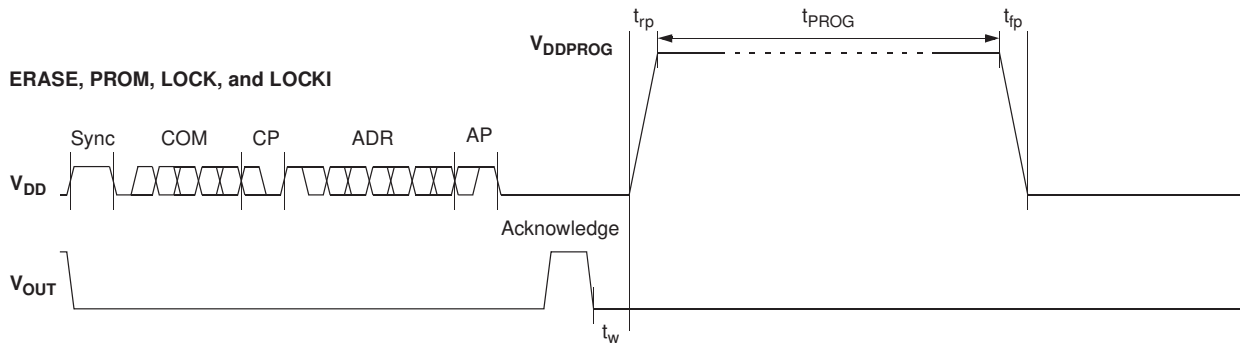 t_rp t_PROG t_fp
V_DDPROG
ERASE, PROM, LOCK, and LOCKI
Sync COM CP ADR AP
V_DD
Acknowledge
V_OUT
t_w